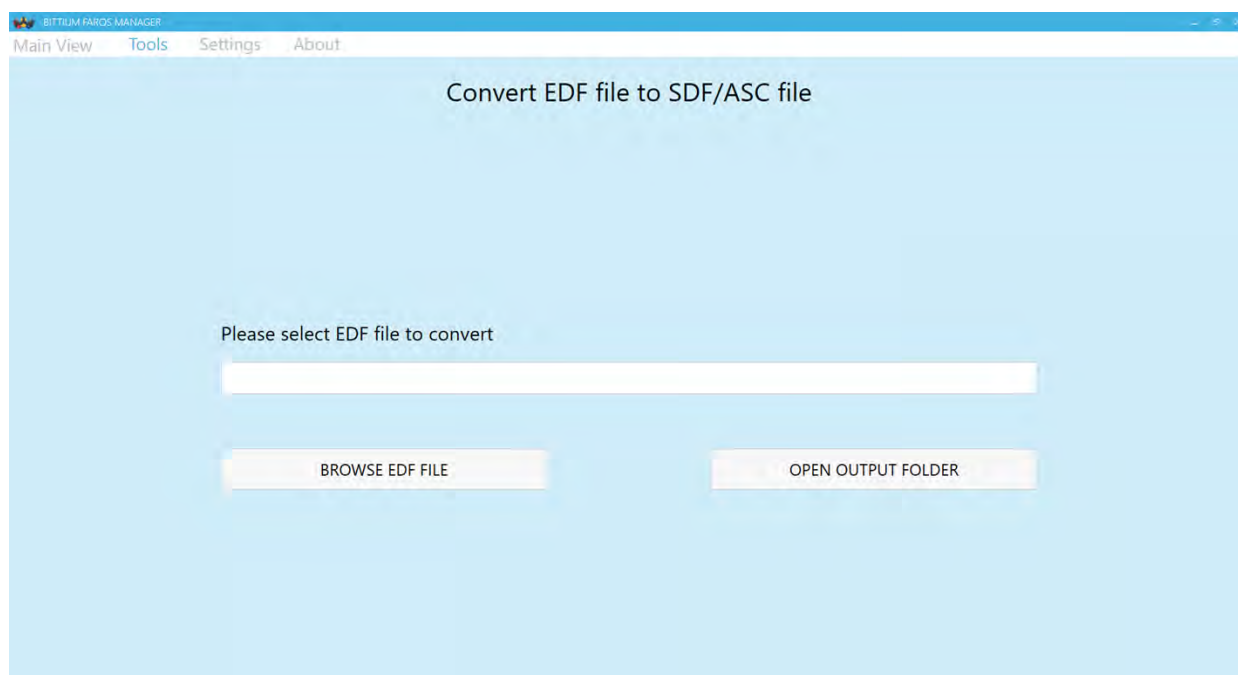 BITTIUM FAROS MANAGER
Main View Tools Settings About
Convert EDF file to SDF/ASC file
Please select EDF file to convert
BROWSE EDF FILE OPEN OUTPUT FOLDER